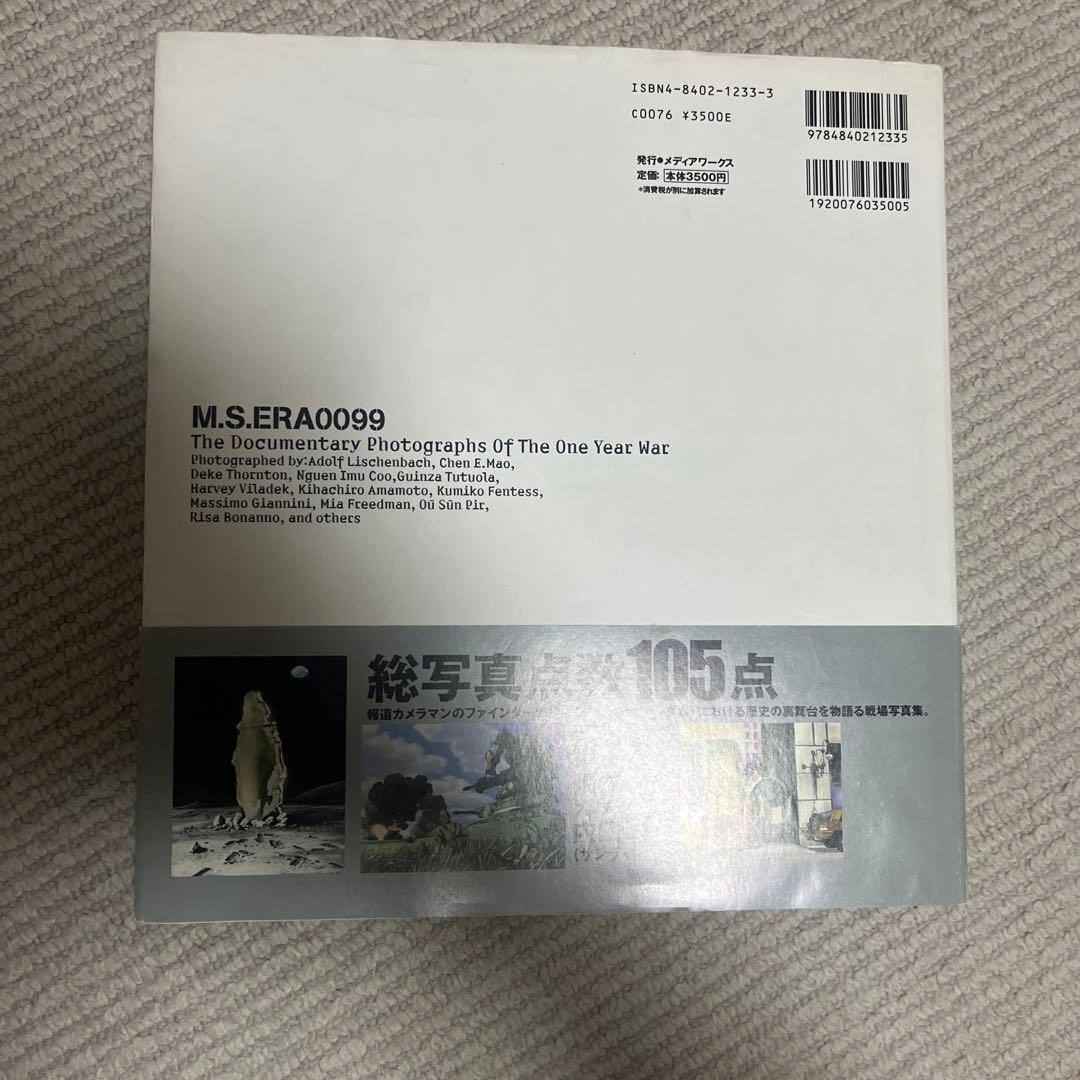 ISBN4-8402-1233-3
C0076 ¥3500E
9784840212335
発行●メディアワークス
定価: 本体3500円
*消費税が別に加算されます
1920076035005
M.S.ERA0099
The Documentary Photographs Of The One Year War
Photographed by:Adolf Lischenbach, Chen E.Mao,
Deke Thornton, Nguen Imu Coo,Guinza Tutuola,
Harvey Viladek, Kihachiro Amamoto, Kumiko Fentess,
Massimo Giannini, Mia Freedman, Oū Sūn Pir,
Risa Bonanno, and others
総写真点数105点
報道カメラマンのファインダー における歴史の裏舞台を物語る戦場写真集。